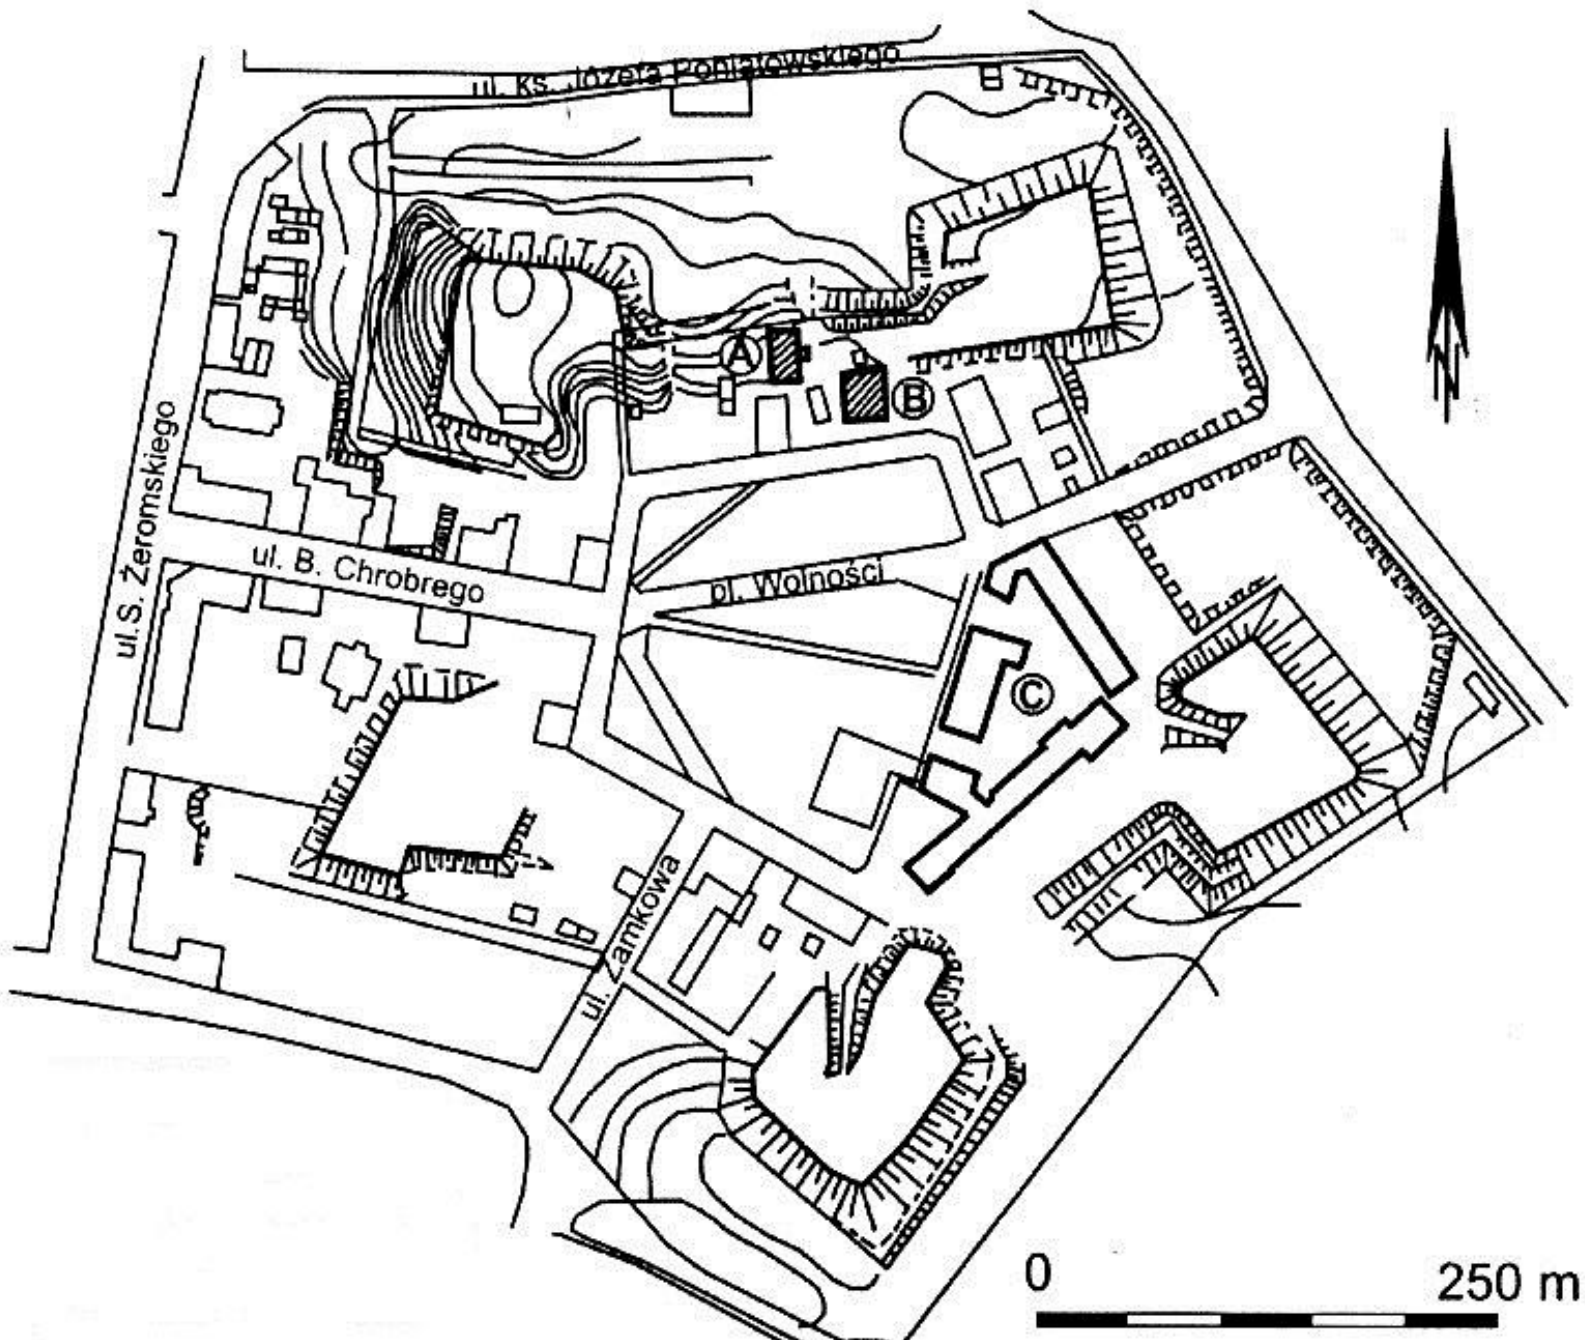 ul. ks. Józefa Poniatowskiego
A
B
ul. S. Żeromskiego
ul. B. Chrobrego
pl. Wolności
C
N
ul. Zamkowa
0 250 m